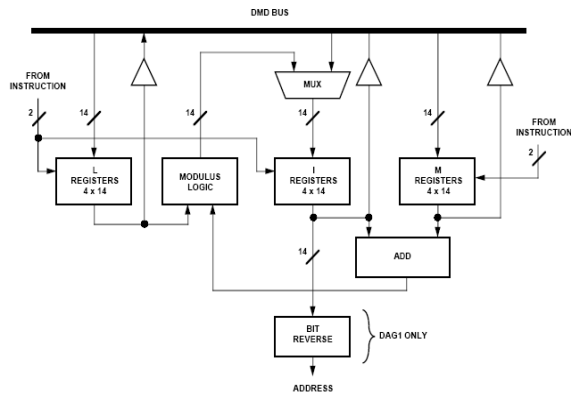 DMD BUS
FROM
INSTRUCTION
2
14
14
MUX
14
14
FROM
INSTRUCTION
2
L
REGISTERS
4 x 14
MODULUS
LOGIC
I
REGISTERS
4 x 14
M
REGISTERS
4 x 14
14
ADD
BIT
REVERSE
DAG1 ONLY
ADDRESS